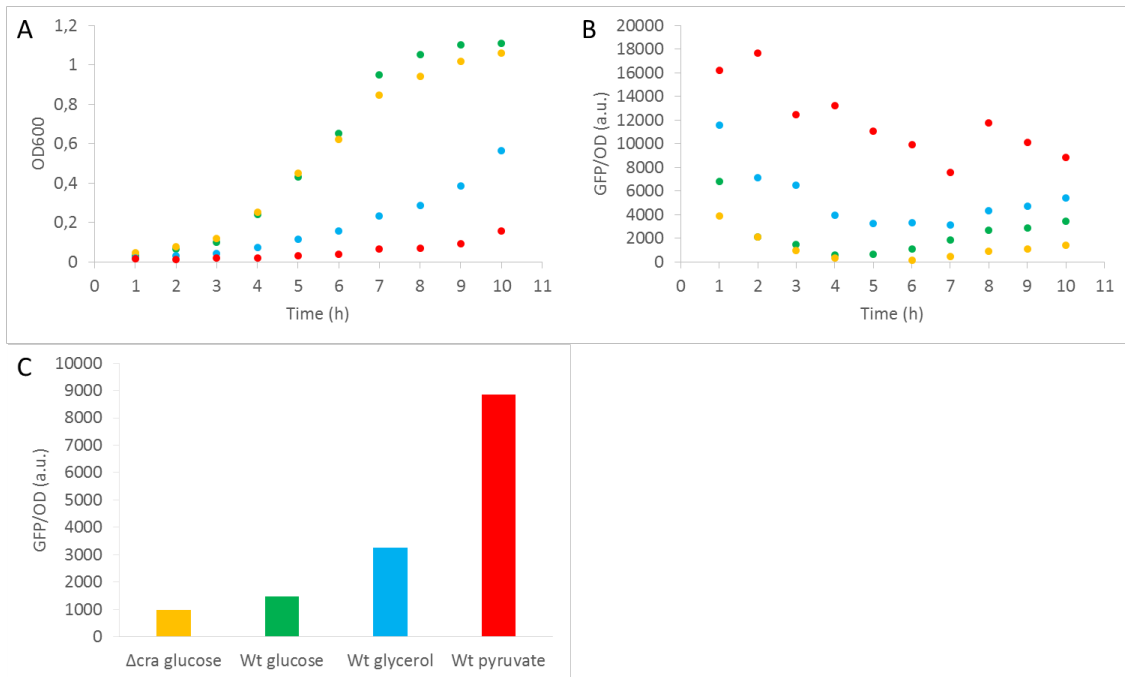 A
1,2
1
0,8
0,6
0,4
0,2
0
OD600
0 1 2 3 4 5 6 7 8 9 10 11
Time (h)
B
20000
18000
16000
14000
12000
10000
8000
6000
4000
2000
0
GFP/OD (a.u.)
0 1 2 3 4 5 6 7 8 9 10 11
Time (h)
C
10000
9000
8000
7000
6000
5000
4000
3000
2000
1000
0
GFP/OD (a.u.)
Δcra glucose Wt glucose Wt glycerol Wt pyruvate